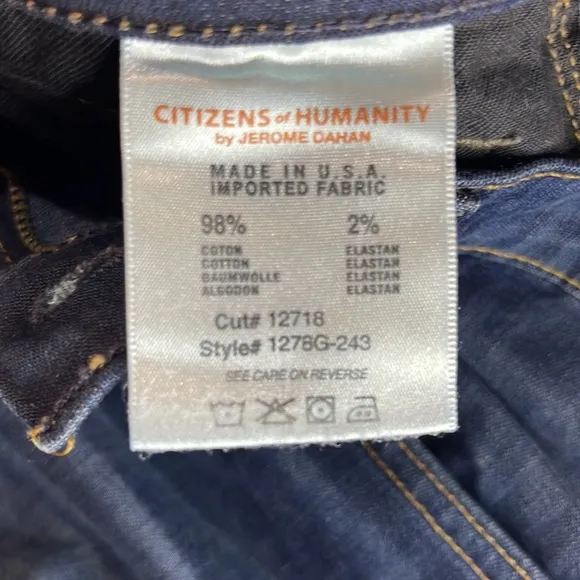 CITIZENS of HUMANITY
by JEROME DAHAN
MADE IN U.S.A.
IMPORTED FABRIC
98% 2%
COTON ELASTAN
COTTON ELASTAN
BAUMWOLLE ELASTAN
ALGODON ELASTAN
Cut# 12718
Style# 1278G-243
SEE CARE ON REVERSE